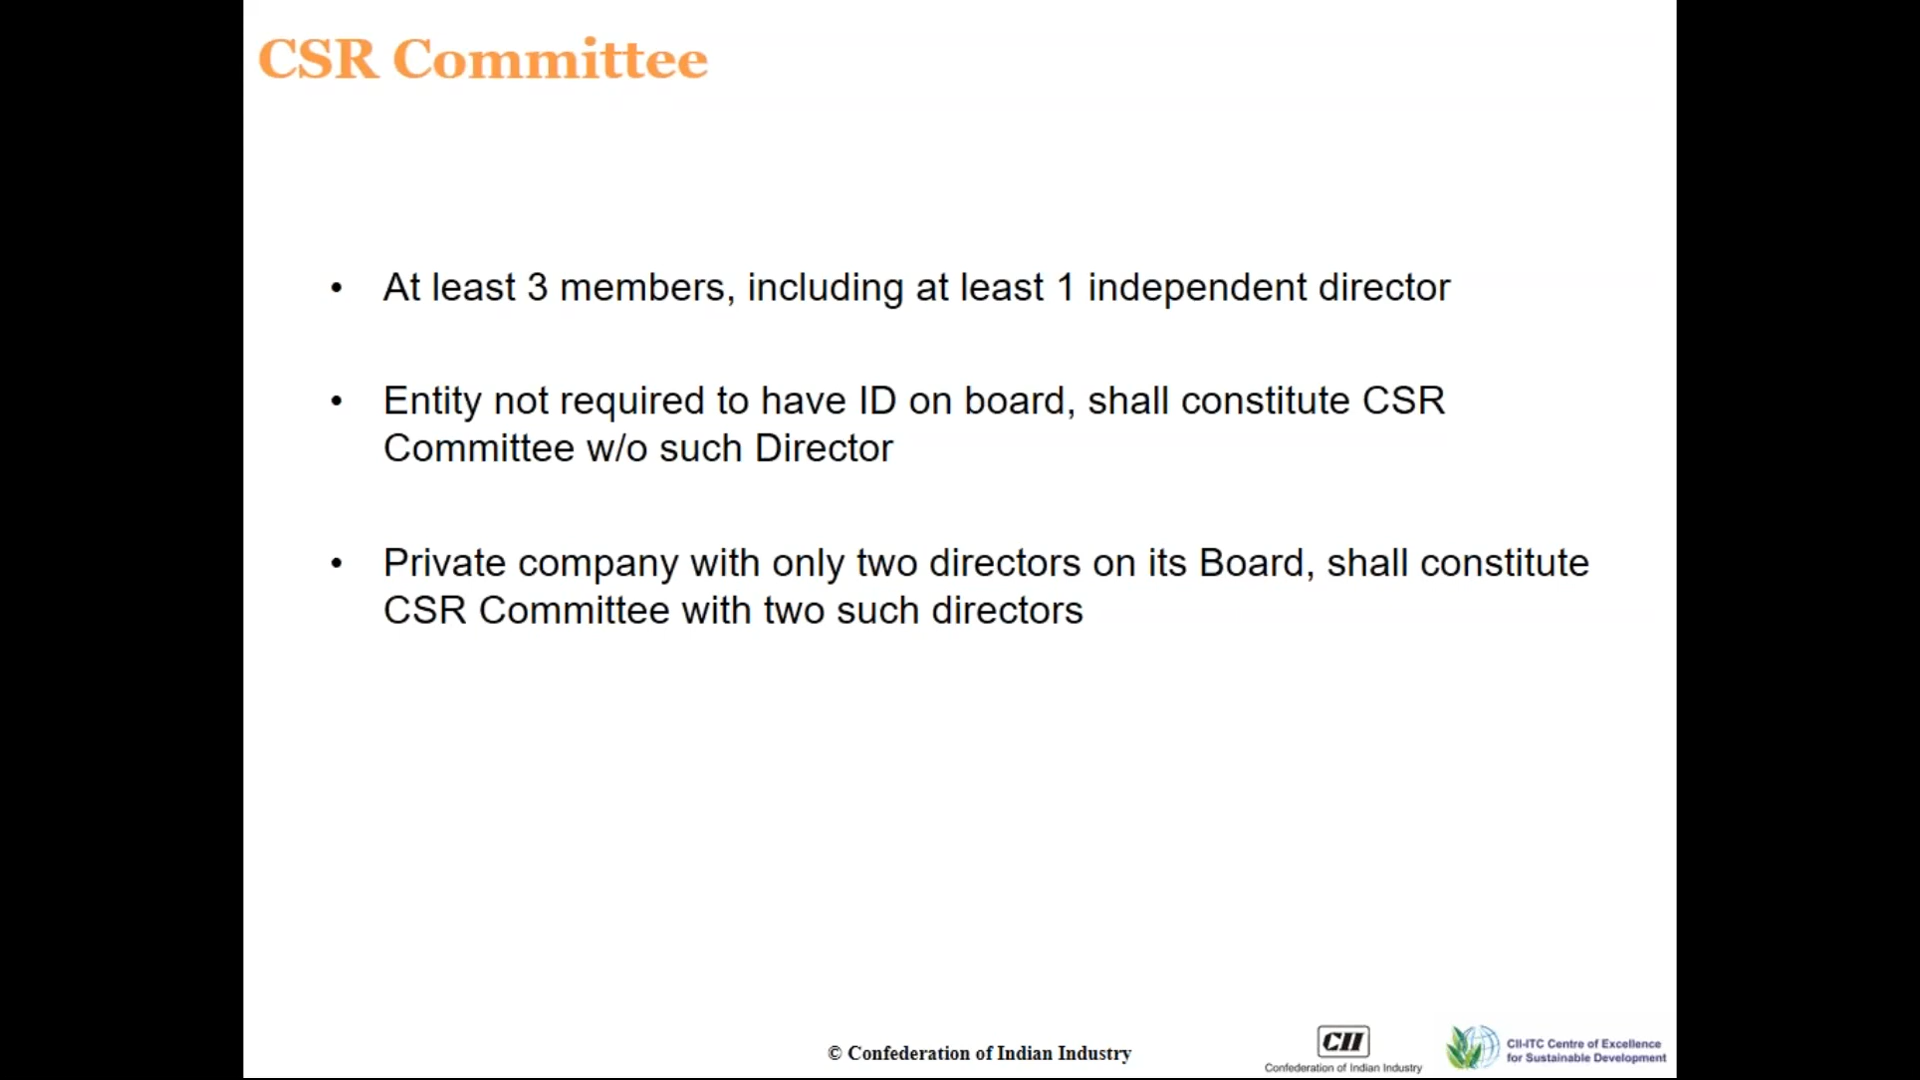 CSR Committee
• At least 3 members, including at least 1 independent director
• Entity not required to have ID on board, shall constitute CSR
Committee w/o such Director
• Private company with only two directors on its Board, shall constitute
CSR Committee with two such directors
© Confederation of Indian Industry
CII
Confederation of Indian Industry
CII-ITC Centre of Excellence
for Sustainable Development